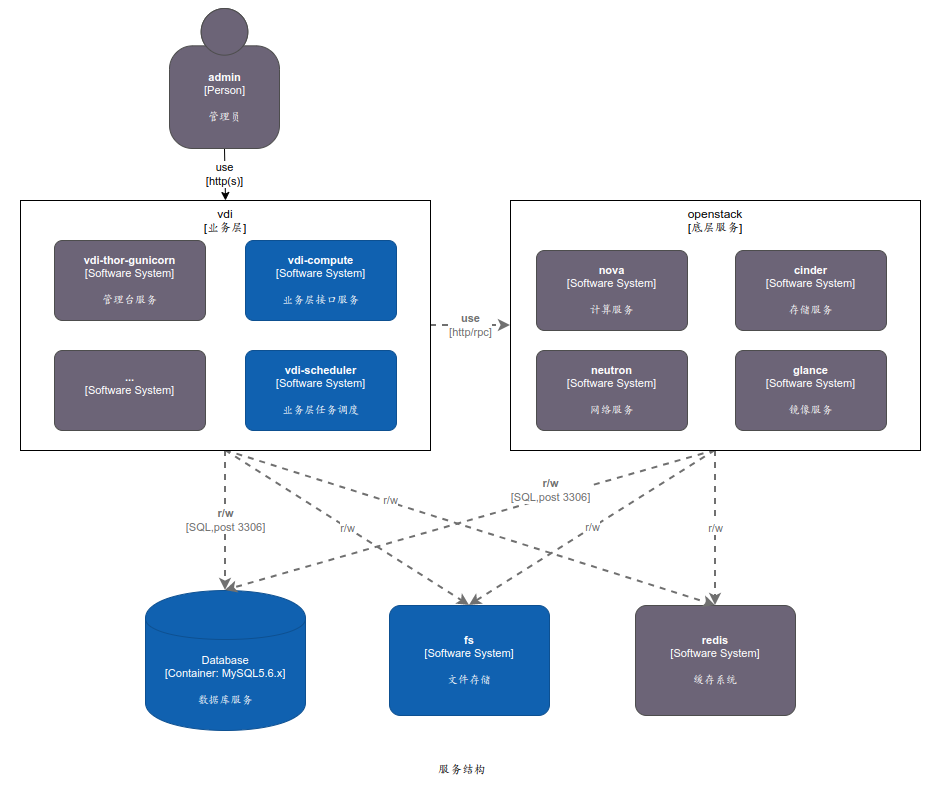 admin
[Person]
管理员
use
[http(s)]
vdi
[业务层]
vdi-thor-gunicorn
[Software System]
管理台服务
vdi-compute
[Software System]
业务层接口服务
...
[Software System]
vdi-scheduler
[Software System]
业务层任务调度
use
[http/rpc]
openstack
[底层服务]
nova
[Software System]
计算服务
cinder
[Software System]
存储服务
neutron
[Software System]
网络服务
glance
[Software System]
镜像服务
r/w
[SQL,post 3306]
r/w
r/w
r/w
[SQL,post 3306]
r/w
r/w
Database
[Container: MySQL5.6.x]
数据库服务
fs
[Software System]
文件存储
redis
[Software System]
缓存系统
服务结构